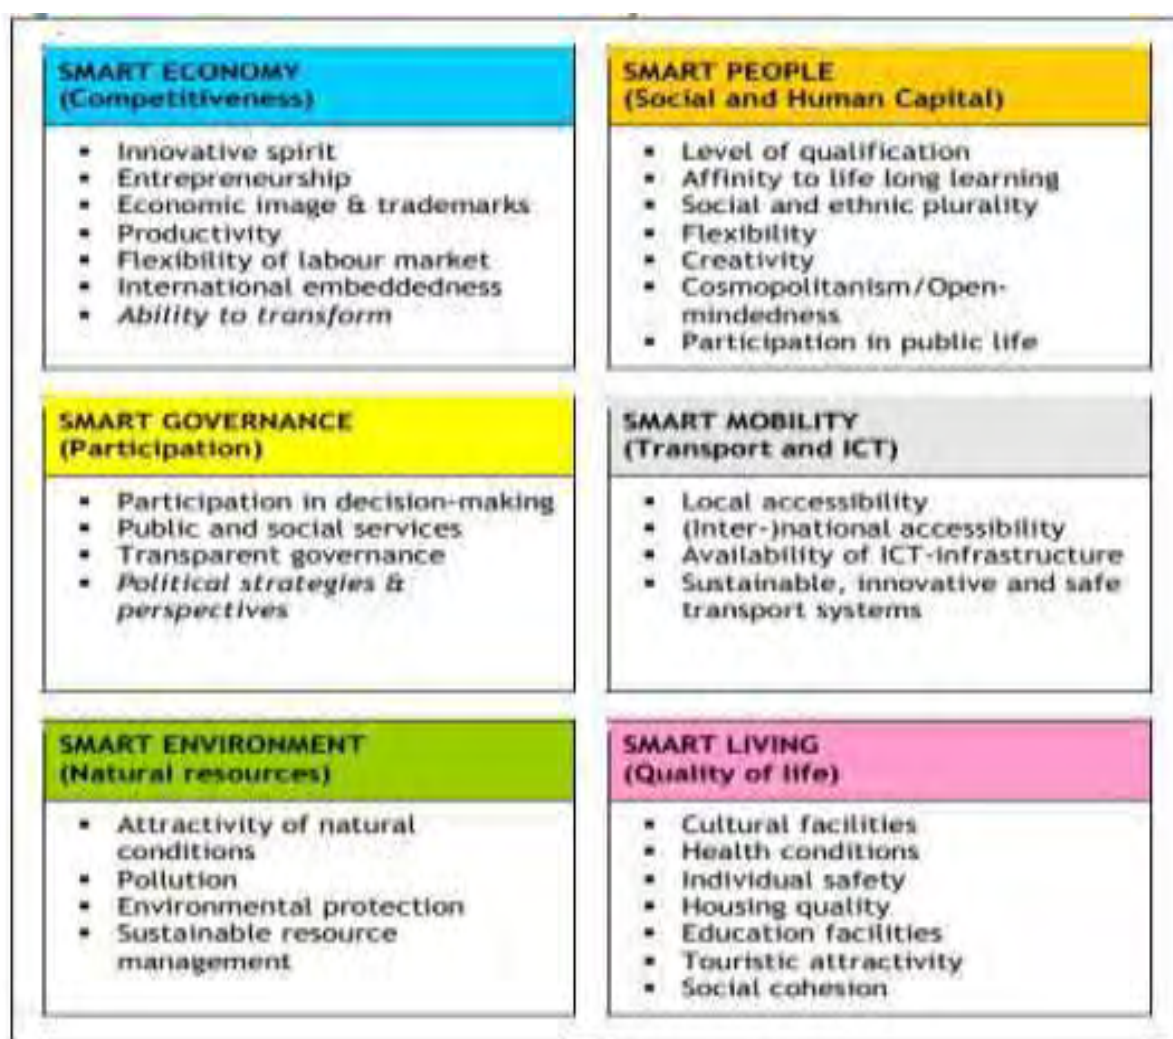 SMART ECONOMY
(Competitiveness)
▪ Innovative spirit
▪ Entrepreneurship
▪ Economic image & trademarks
▪ Productivity
▪ Flexibility of labour market
▪ International embeddedness
▪ Ability to transform
SMART PEOPLE
(Social and Human Capital)
▪ Level of qualification
▪ Affinity to life long learning
▪ Social and ethnic plurality
▪ Flexibility
▪ Creativity
▪ Cosmopolitanism/Open-
mindedness
▪ Participation in public life
SMART GOVERNANCE
(Participation)
▪ Participation in decision-making
▪ Public and social services
▪ Transparent governance
▪ Political strategies &
perspectives
SMART MOBILITY
(Transport and ICT)
▪ Local accessibility
▪ (Inter-)national accessibility
▪ Availability of ICT-infrastructure
▪ Sustainable, innovative and safe
transport systems
SMART ENVIRONMENT
(Natural resources)
▪ Attractivity of natural
conditions
▪ Pollution
▪ Environmental protection
▪ Sustainable resource
management
SMART LIVING
(Quality of life)
▪ Cultural facilities
▪ Health conditions
▪ Individual safety
▪ Housing quality
▪ Education facilities
▪ Touristic attractivity
▪ Social cohesion